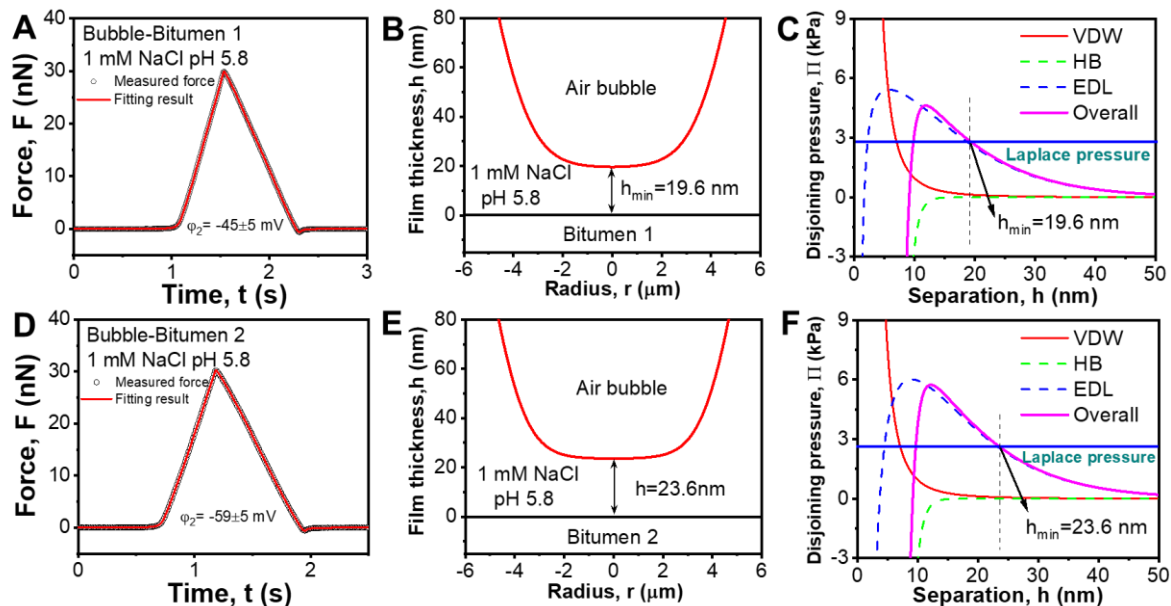 A
Bubble-Bitumen 1
1 mM NaCl pH 5.8
Measured force
Fitting result
φ₂= -45±5 mV
Force, F (nN)
40
30
20
10
0
0 1 2 3
Time, t (s)
B
Air bubble
1 mM NaCl
pH 5.8
hmin=19.6 nm
Bitumen 1
Film thickness,h (nm)
80
60
40
20
0
-6 -4 -2 0 2 4 6
Radius, r (μm)
C
VDW
HB
EDL
Overall
Laplace pressure
hmin=19.6 nm
Disjoining pressure, Π (kPa)
9
6
3
0
-3
0 10 20 30 40 50
Separation, h (nm)
D
Bubble-Bitumen 2
1 mM NaCl pH 5.8
Measured force
Fitting result
φ₂= -59±5 mV
Force, F (nN)
40
30
20
10
0
0 1 2
Time, t (s)
E
Air bubble
1 mM NaCl
pH 5.8
h=23.6nm
Bitumen 2
Film thickness,h (nm)
80
60
40
20
0
-6 -4 -2 0 2 4 6
Radius, r (μm)
F
VDW
HB
EDL
Overall
Laplace pressure
hmin=23.6 nm
Disjoining pressure, Π (kPa)
9
6
3
0
-3
0 10 20 30 40 50
Separation, h (nm)